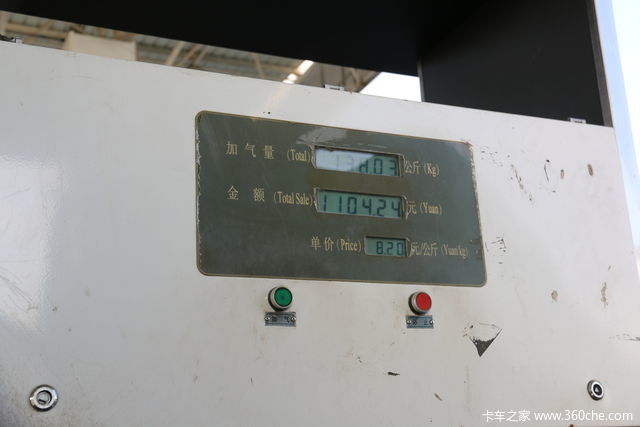 加气量 (Total) 公斤 (Kg)
金 额 (Total Sale) 1104.24 元 (Yuan)
单价 (Price) 8.20 元/公斤 (Yuan/kg)
卡车之家 www.360che.com